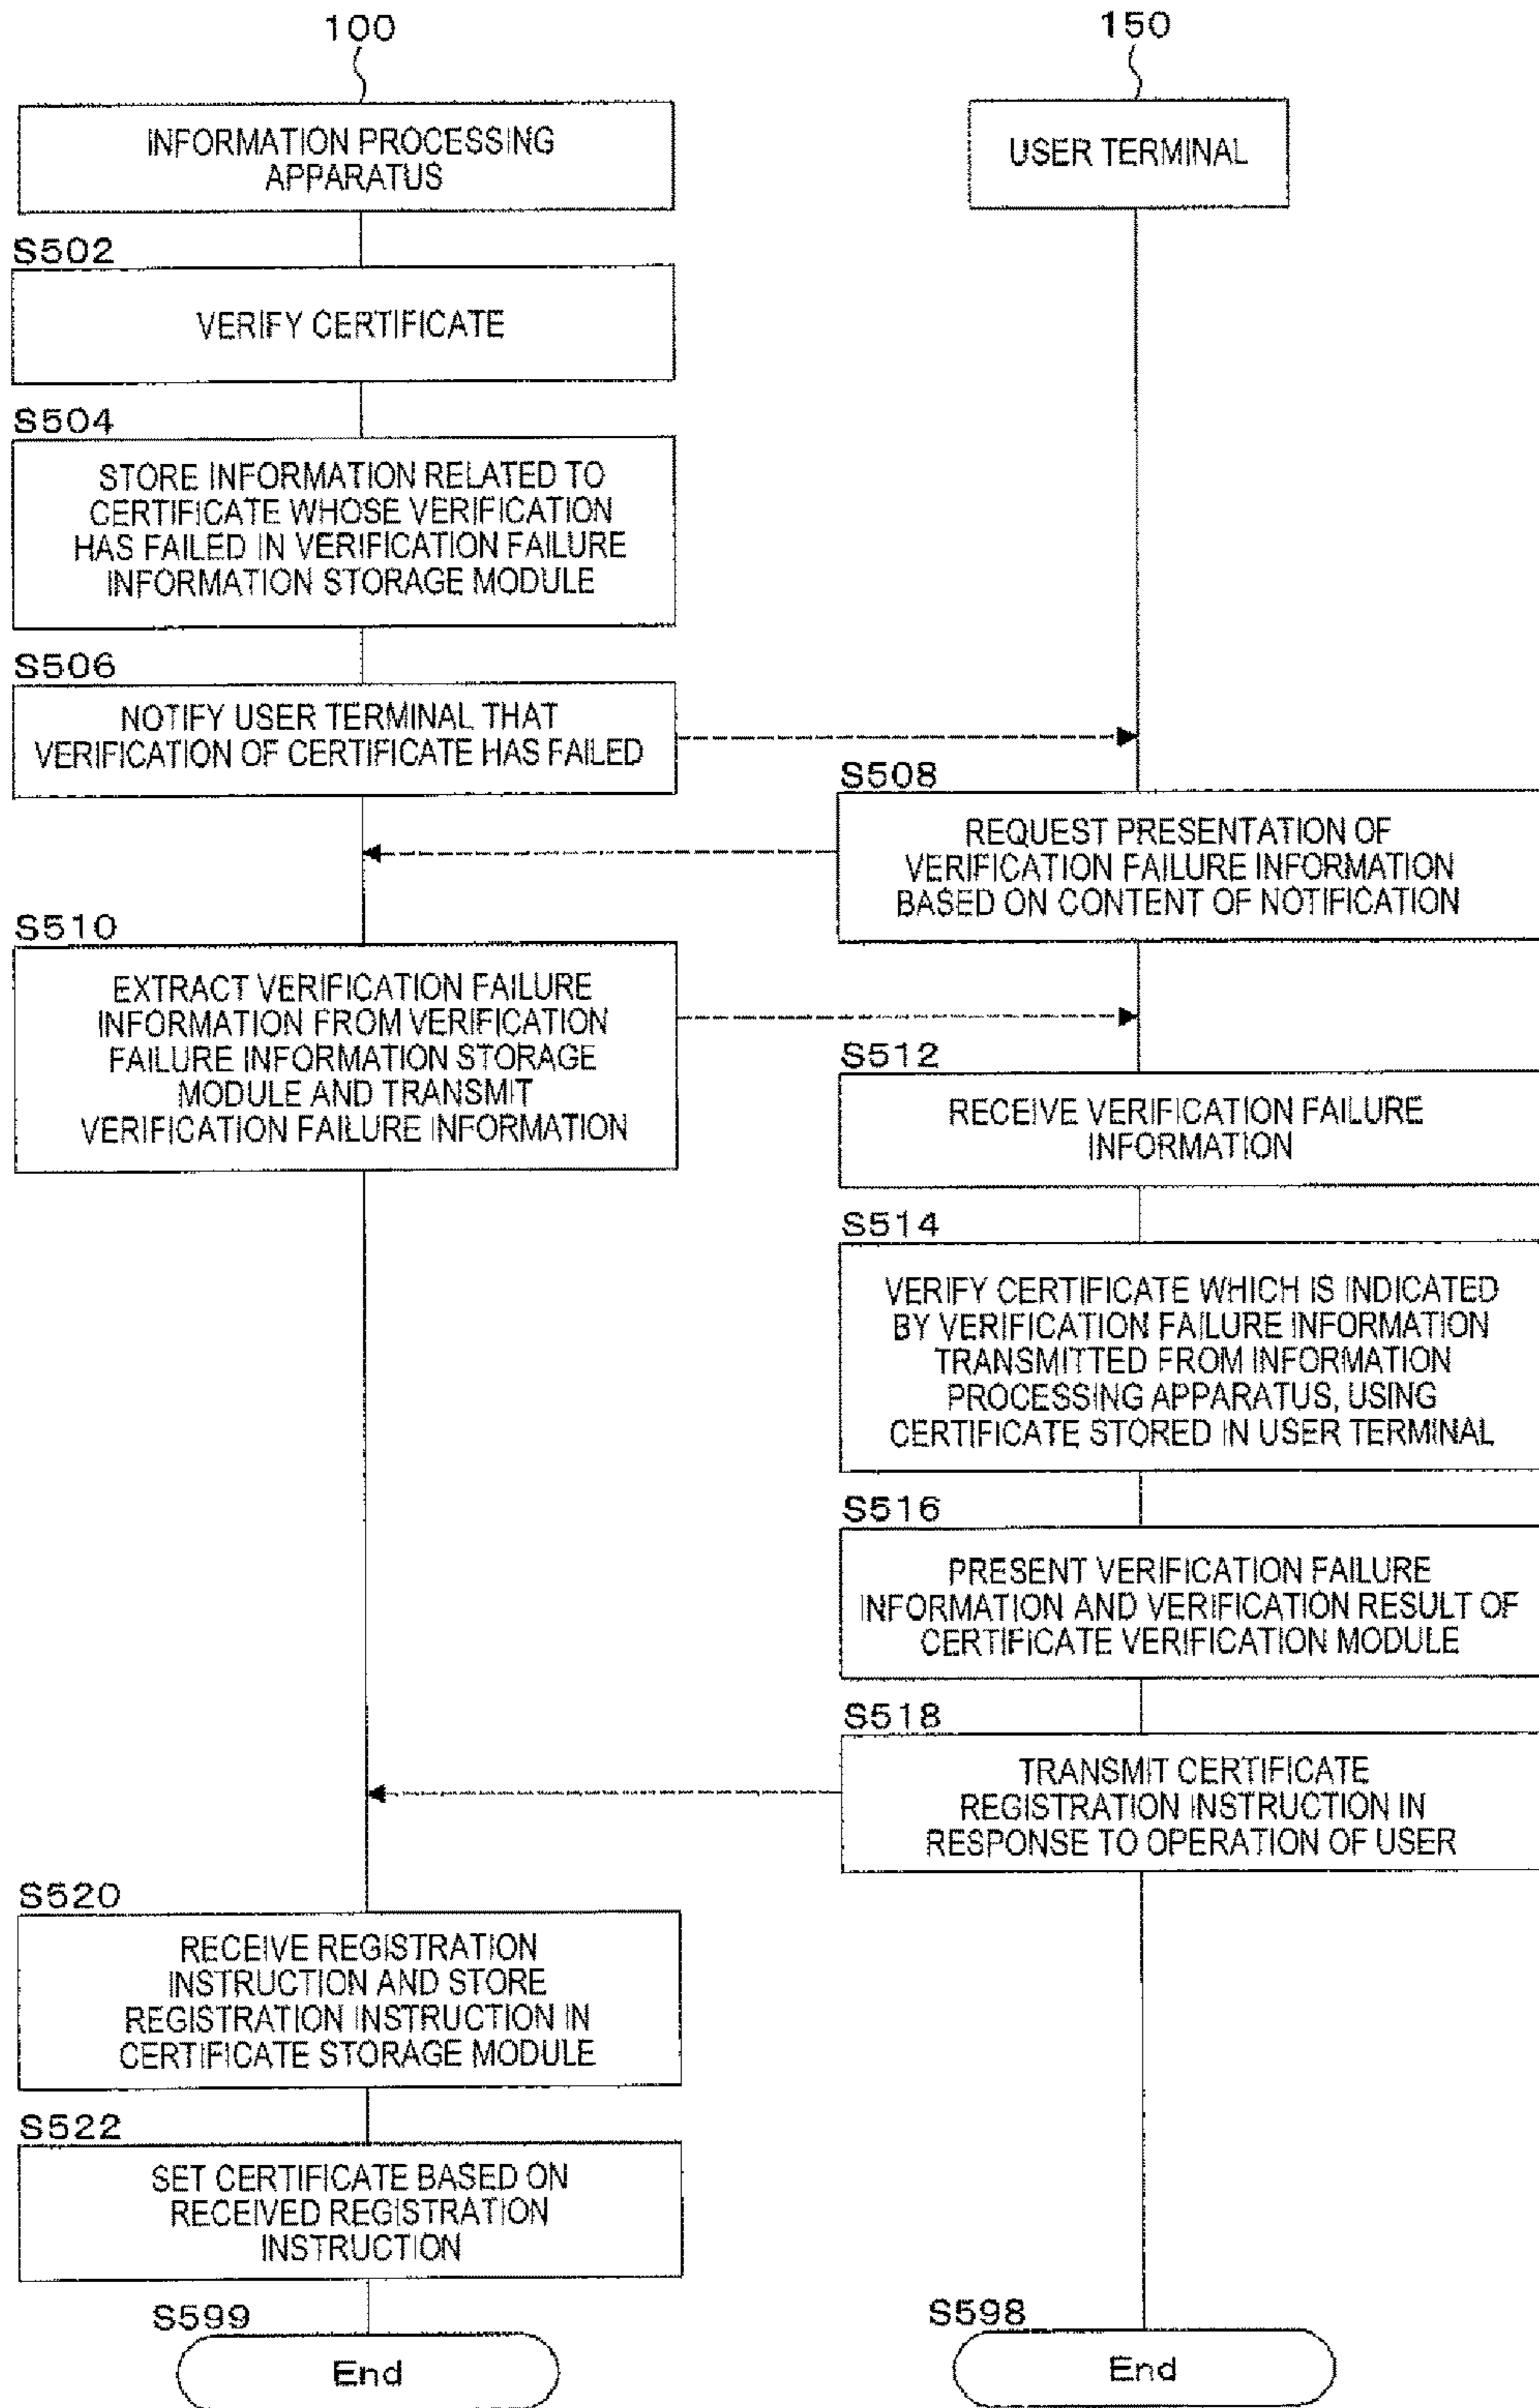 100
150
INFORMATION PROCESSING
APPARATUS
USER TERMINAL
S502
VERIFY CERTIFICATE
S504
STORE INFORMATION RELATED TO
CERTIFICATE WHOSE VERIFICATION
HAS FAILED IN VERIFICATION FAILURE
INFORMATION STORAGE MODULE
S506
NOTIFY USER TERMINAL THAT
VERIFICATION OF CERTIFICATE HAS FAILED
S508
REQUEST PRESENTATION OF
VERIFICATION FAILURE INFORMATION
BASED ON CONTENT OF NOTIFICATION
S510
EXTRACT VERIFICATION FAILURE
INFORMATION FROM VERIFICATION
FAILURE INFORMATION STORAGE
MODULE AND TRANSMIT
VERIFICATION FAILURE INFORMATION
S512
RECEIVE VERIFICATION FAILURE
INFORMATION
S514
VERIFY CERTIFICATE WHICH IS INDICATED
BY VERIFICATION FAILURE INFORMATION
TRANSMITTED FROM INFORMATION
PROCESSING APPARATUS, USING
CERTIFICATE STORED IN USER TERMINAL
S516
PRESENT VERIFICATION FAILURE
INFORMATION AND VERIFICATION RESULT OF
CERTIFICATE VERIFICATION MODULE
S518
TRANSMIT CERTIFICATE
REGISTRATION INSTRUCTION IN
RESPONSE TO OPERATION OF USER
S520
RECEIVE REGISTRATION
INSTRUCTION AND STORE
REGISTRATION INSTRUCTION IN
CERTIFICATE STORAGE MODULE
S522
SET CERTIFICATE BASED ON
RECEIVED REGISTRATION
INSTRUCTION
S599
End
S598
End